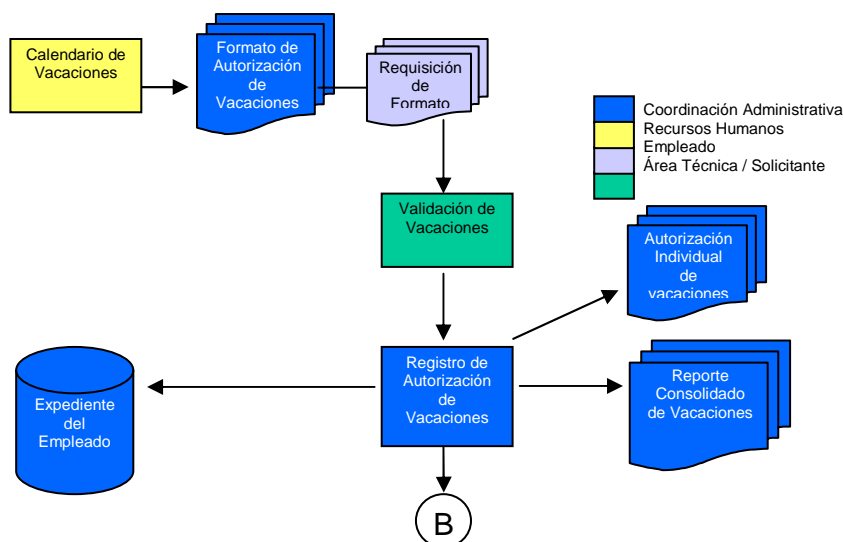 Calendario de
Vacaciones
Formato de
Autorización
de
Vacaciones
Requisición
de
Formato
Coordinación Administrativa
Recursos Humanos
Empleado
Área Técnica / Solicitante
Validación de
Vacaciones
Autorización
Individual
de
vacaciones
Registro de
Autorización
de
Vacaciones
Reporte
Consolidado
de Vacaciones
Expediente
del
Empleado
B